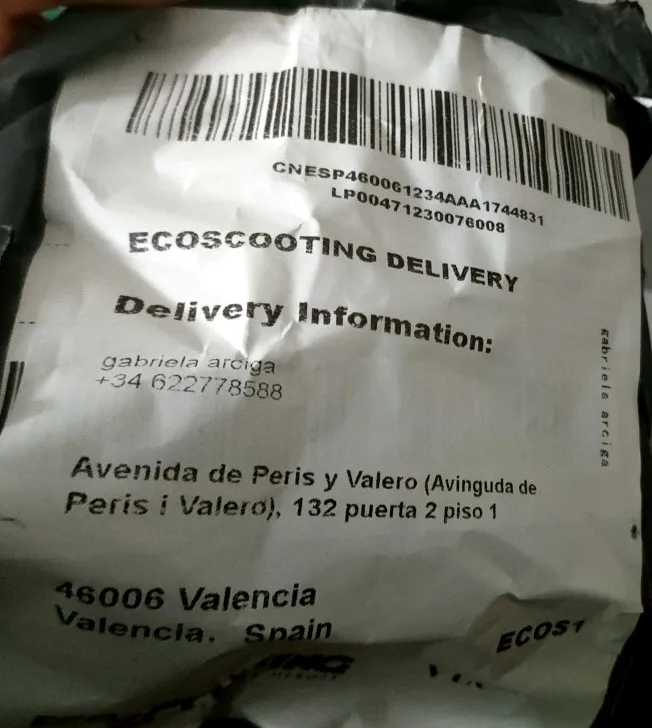 CNESP460061234AAA1744831
LP00471230076008
ECOSCOOTING DELIVERY
Delivery Information:
gabriela arciga
+34 622778588
gabriela arciga
Avenida de Peris y Valero (Avinguda de
Peris i Valero), 132 puerta 2 piso 1
46006 Valencia
Valencia, Spain